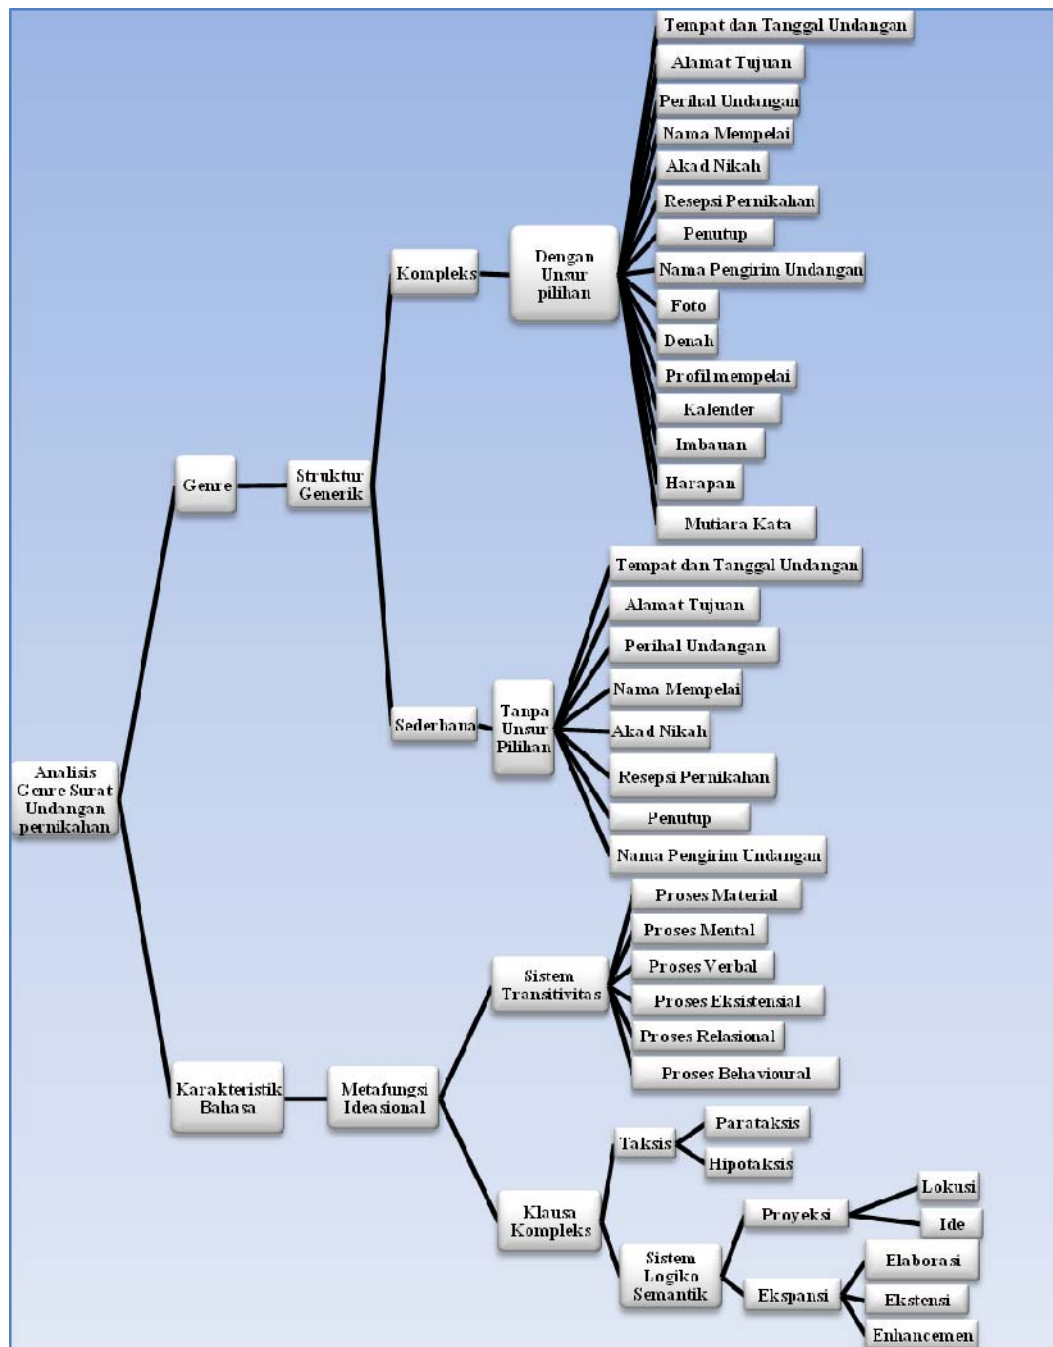 Tempat dan Tanggal Undangan
Alamat Tujuan
Perihal Undangan
Nama Mempelai
Akad Nikah
Resepsi Pernikahan
Penutup
Nama Pengirim Undangan
Foto
Denah
Profil mempelai
Kalender
Imbauan
Harapan
Mutiara Kata
Kompleks
Dengan
Unsur
pilihan
Genre
Struktur
Generik
Tempat dan Tanggal Undangan
Alamat Tujuan
Perihal Undangan
Nama Mempelai
Akad Nikah
Resepsi Pernikahan
Penutup
Nama Pengirim Undangan
Sederhana
Tanpa
Unsur
Pilihan
Analisis
Genre Surat
Undangan
pernikahan
Proses Material
Proses Mental
Proses Verbal
Proses Eksistensial
Proses Relasional
Proses Behavioural
Sistem
Transitivitas
Karakteristik
Bahasa
Metafungsi
Ideasional
Taksis
Parataksis
Hipotaksis
Klausa
Kompleks
Sistem
Logiko
Semantik
Proyeksi
Lokusi
Ide
Ekspansi
Elaborasi
Ekstensi
Enhancemen